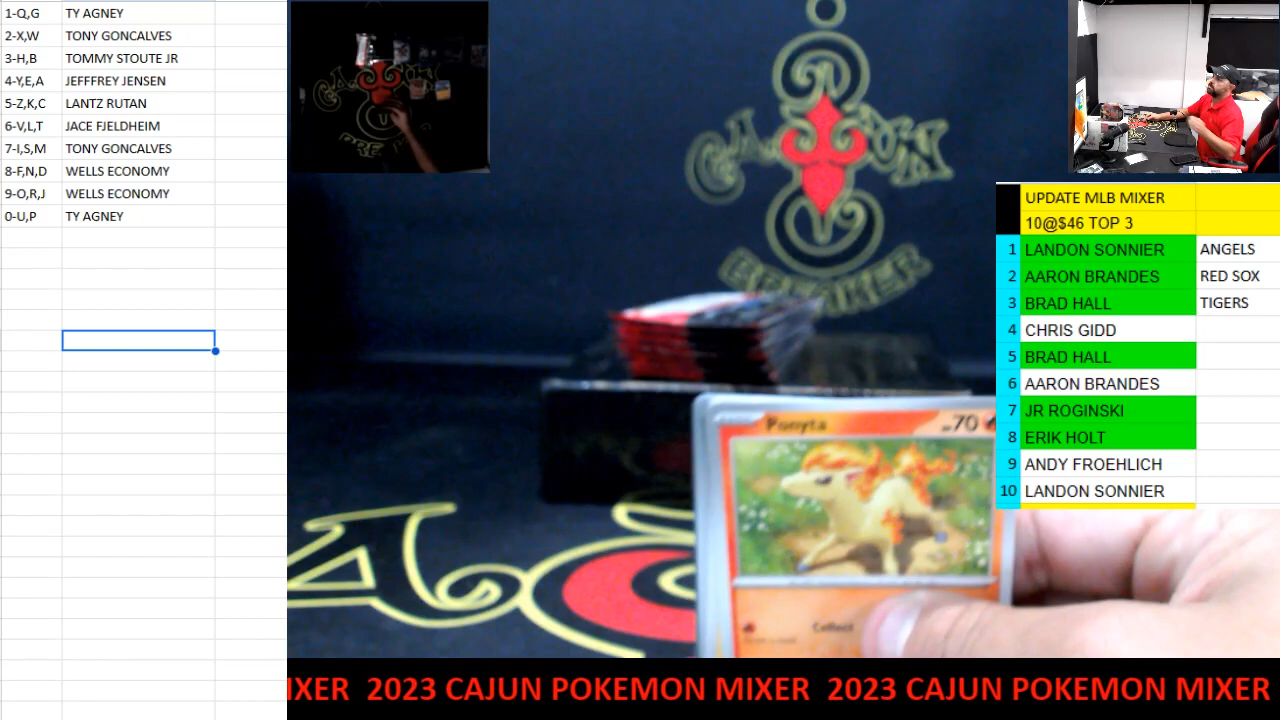 1-Q,G TY AGNEY
2-X,W TONY GONCALVES
3-H,B TOMMY STOUTE JR
4-Y,E,A JEFFFREY JENSEN
5-Z,K,C LANTZ RUTAN
6-V,L,T JACE FJELDHEIM
7-I,S,M TONY GONCALVES
8-F,N,D WELLS ECONOMY
9-O,R,J WELLS ECONOMY
0-U,P TY AGNEY
CAJUN
BREAKER
UPDATE MLB MIXER
10@$46 TOP 3
1 LANDON SONNIER ANGELS
2 AARON BRANDES RED SOX
3 BRAD HALL TIGERS
4 CHRIS GIDD
5 BRAD HALL
6 AARON BRANDES
7 JR ROGINSKI
8 ERIK HOLT
9 ANDY FROEHLICH
10 LANDON SONNIER
Ponyta 70
Collect
IXER 2023 CAJUN POKEMON MIXER 2023 CAJUN POKEMON MIXER